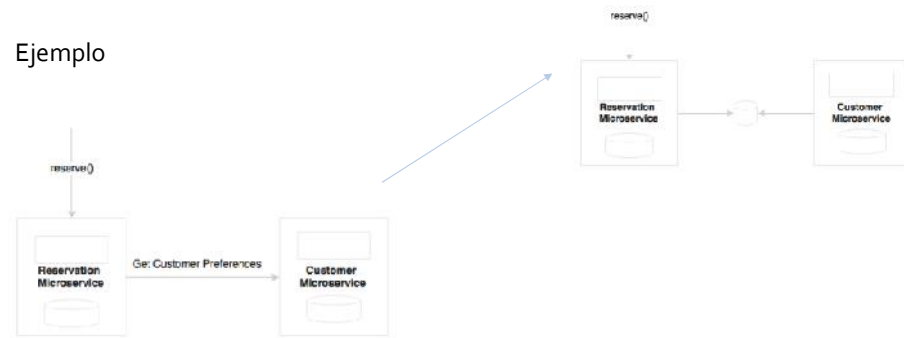 Ejemplo
reserve()
Reservation
Microservice
Get Customer Preferences
Customer
Microservice
reserve()
Reservation
Microservice
Customer
Microservice